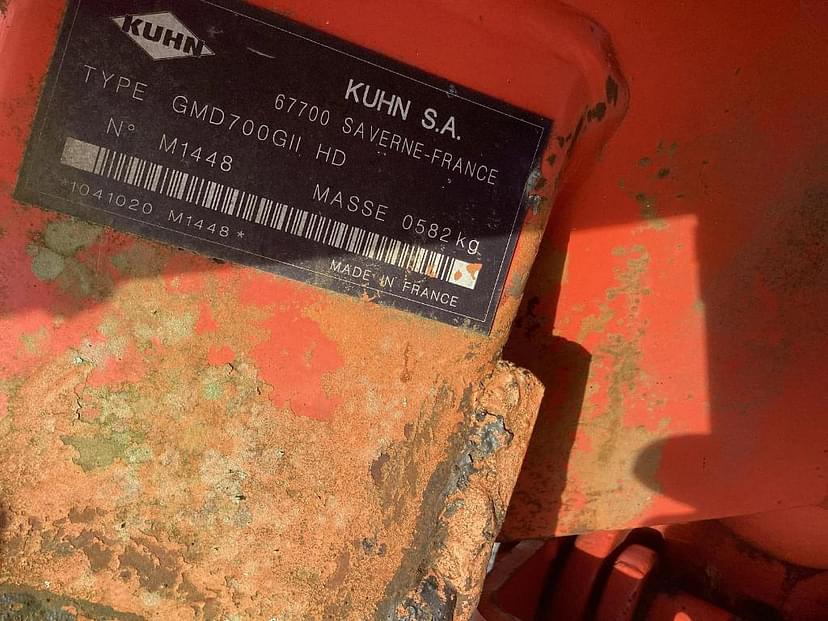 KUHN
KUHN S.A.
67700 SAVERNE-FRANCE
TYPE GMD700GII HD
N° M1448
MASSE 0582 kg
*1041020 M1448*
MADE IN FRANCE